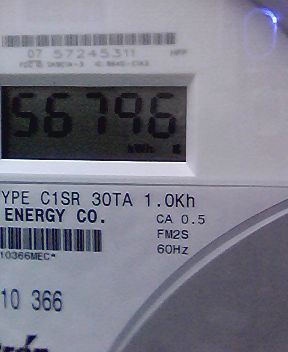 07 57245311 HPP
56796
kWh
YPE C1SR 30TA 1.0Kh
ENERGY CO.
CA 0.5
FM2S
60Hz
10366MEC*
10 366